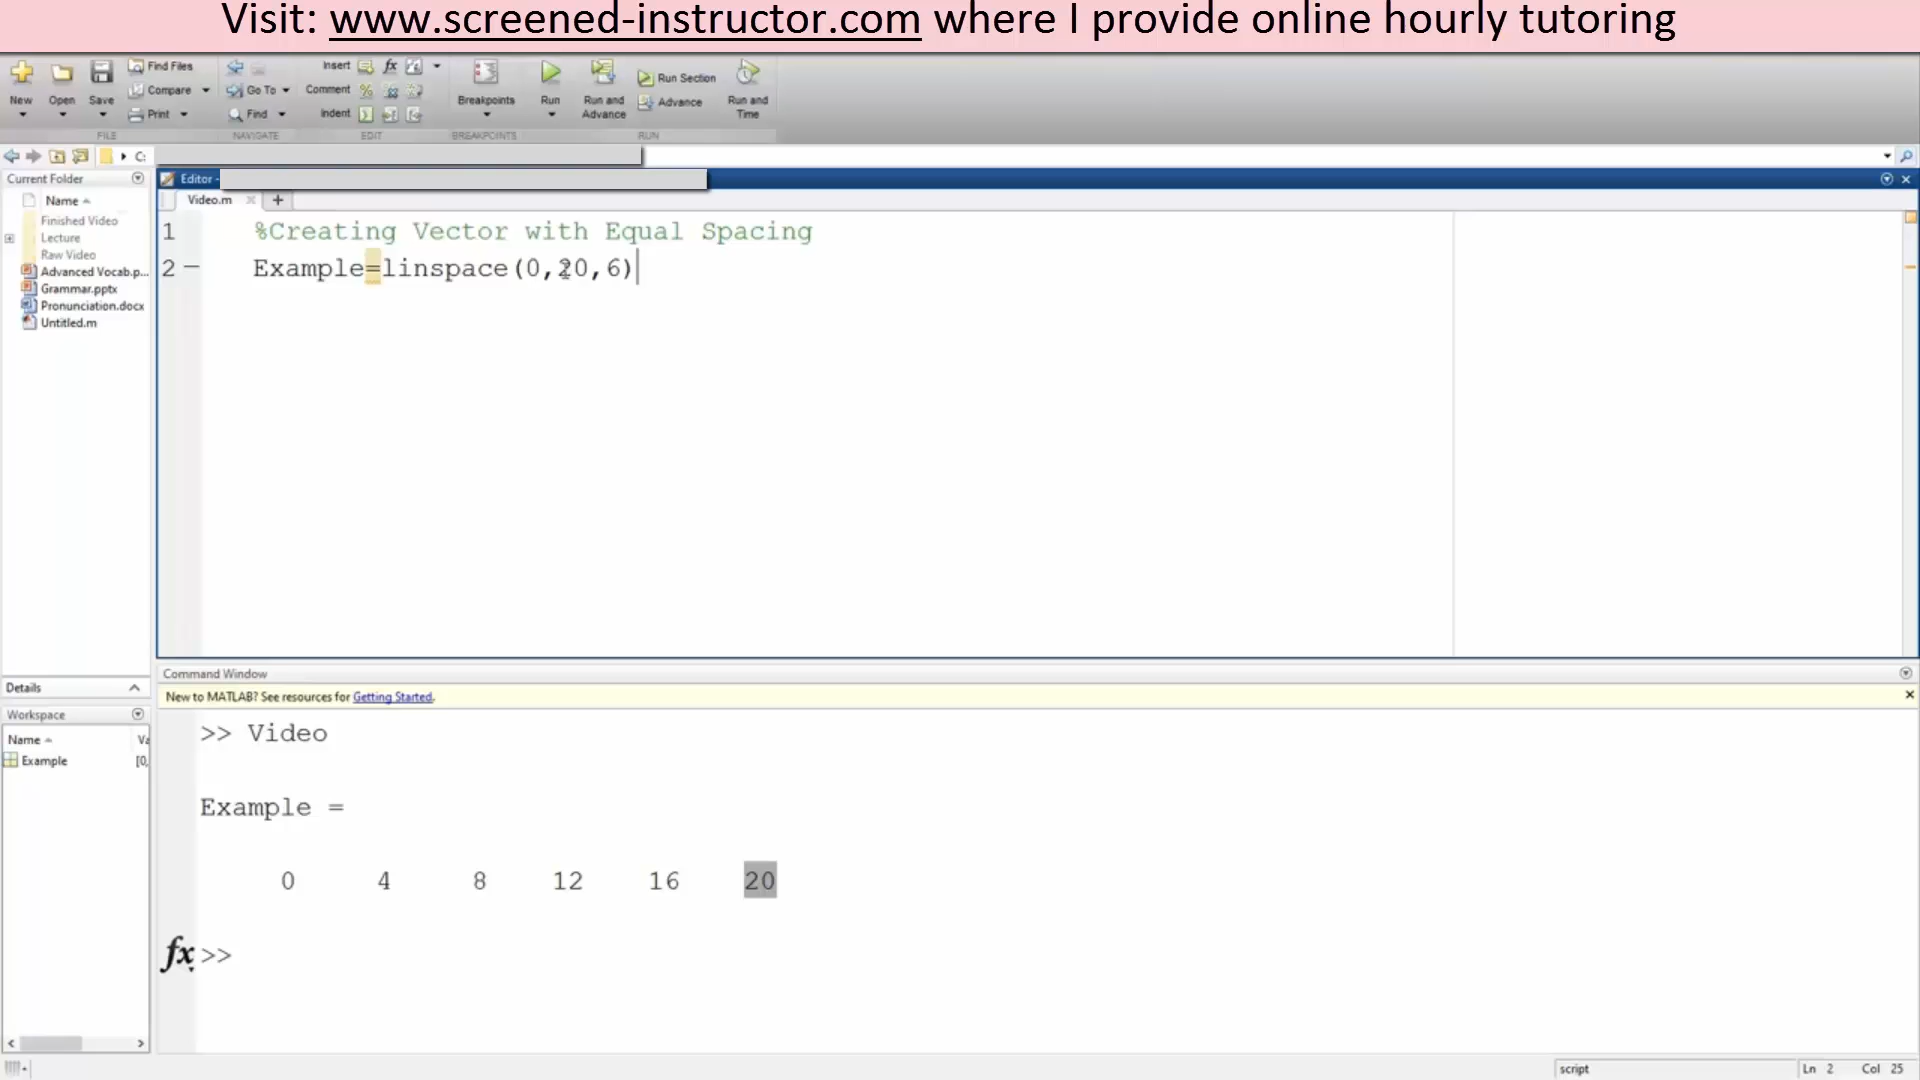 Visit: www.screened-instructor.com where I provide online hourly tutoring
New
Open
Save
Find Files
Compare
Print
FILE
Go To
Find
NAVIGATE
Insert fx
Comment %
Indent
EDIT
Breakpoints
BREAKPOINTS
Run
Run and
Advance
Run Section
Advance
Run and
Time
RUN
C:
Current Folder
Name
Finished Video
Lecture
Raw Video
Advanced Vocab.p...
Grammar.pptx
Pronunciation.docx
Untitled.m
Editor -
Video.m
1 %Creating Vector with Equal Spacing
2 Example=linspace(0,20,6)
Details
Workspace
Name
Example
Command Window
New to MATLAB? See resources for Getting Started.
>> Video
Example =
0 4 8 12 16 20
fx >>
script
Ln 2 Col 25